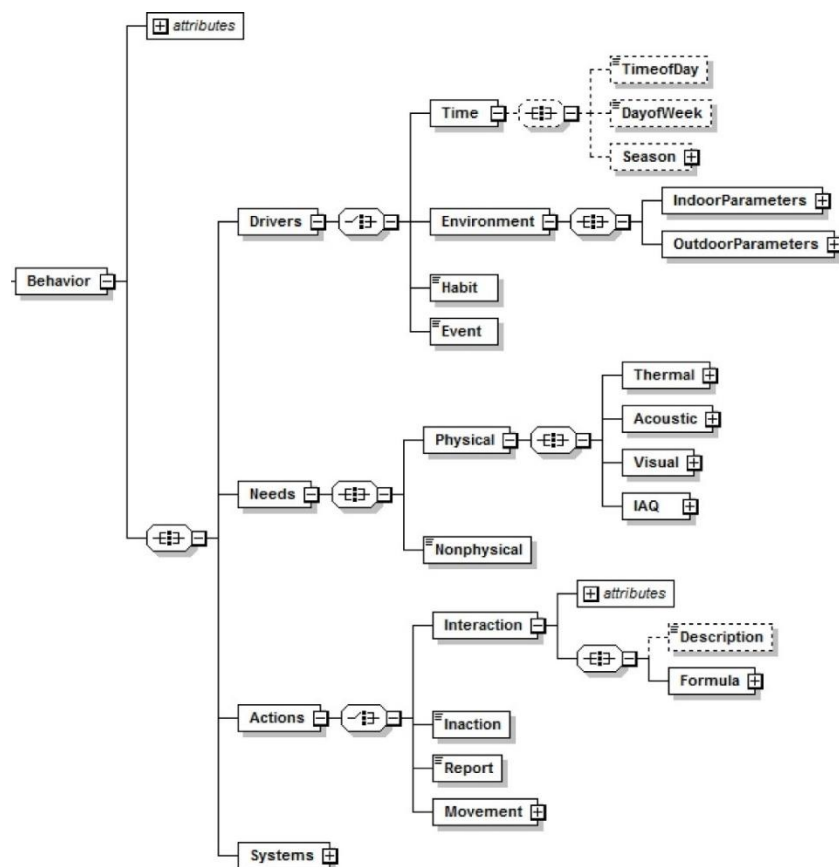 attributes
TimeofDay
Time
DayofWeek
Season
IndoorParameters
Drivers
Environment
OutdoorParameters
Behavior
Habit
Event
Thermal
Acoustic
Physical
Visual
Needs
IAQ
Nonphysical
attributes
Interaction
Description
Formula
Actions
Inaction
Report
Movement
Systems